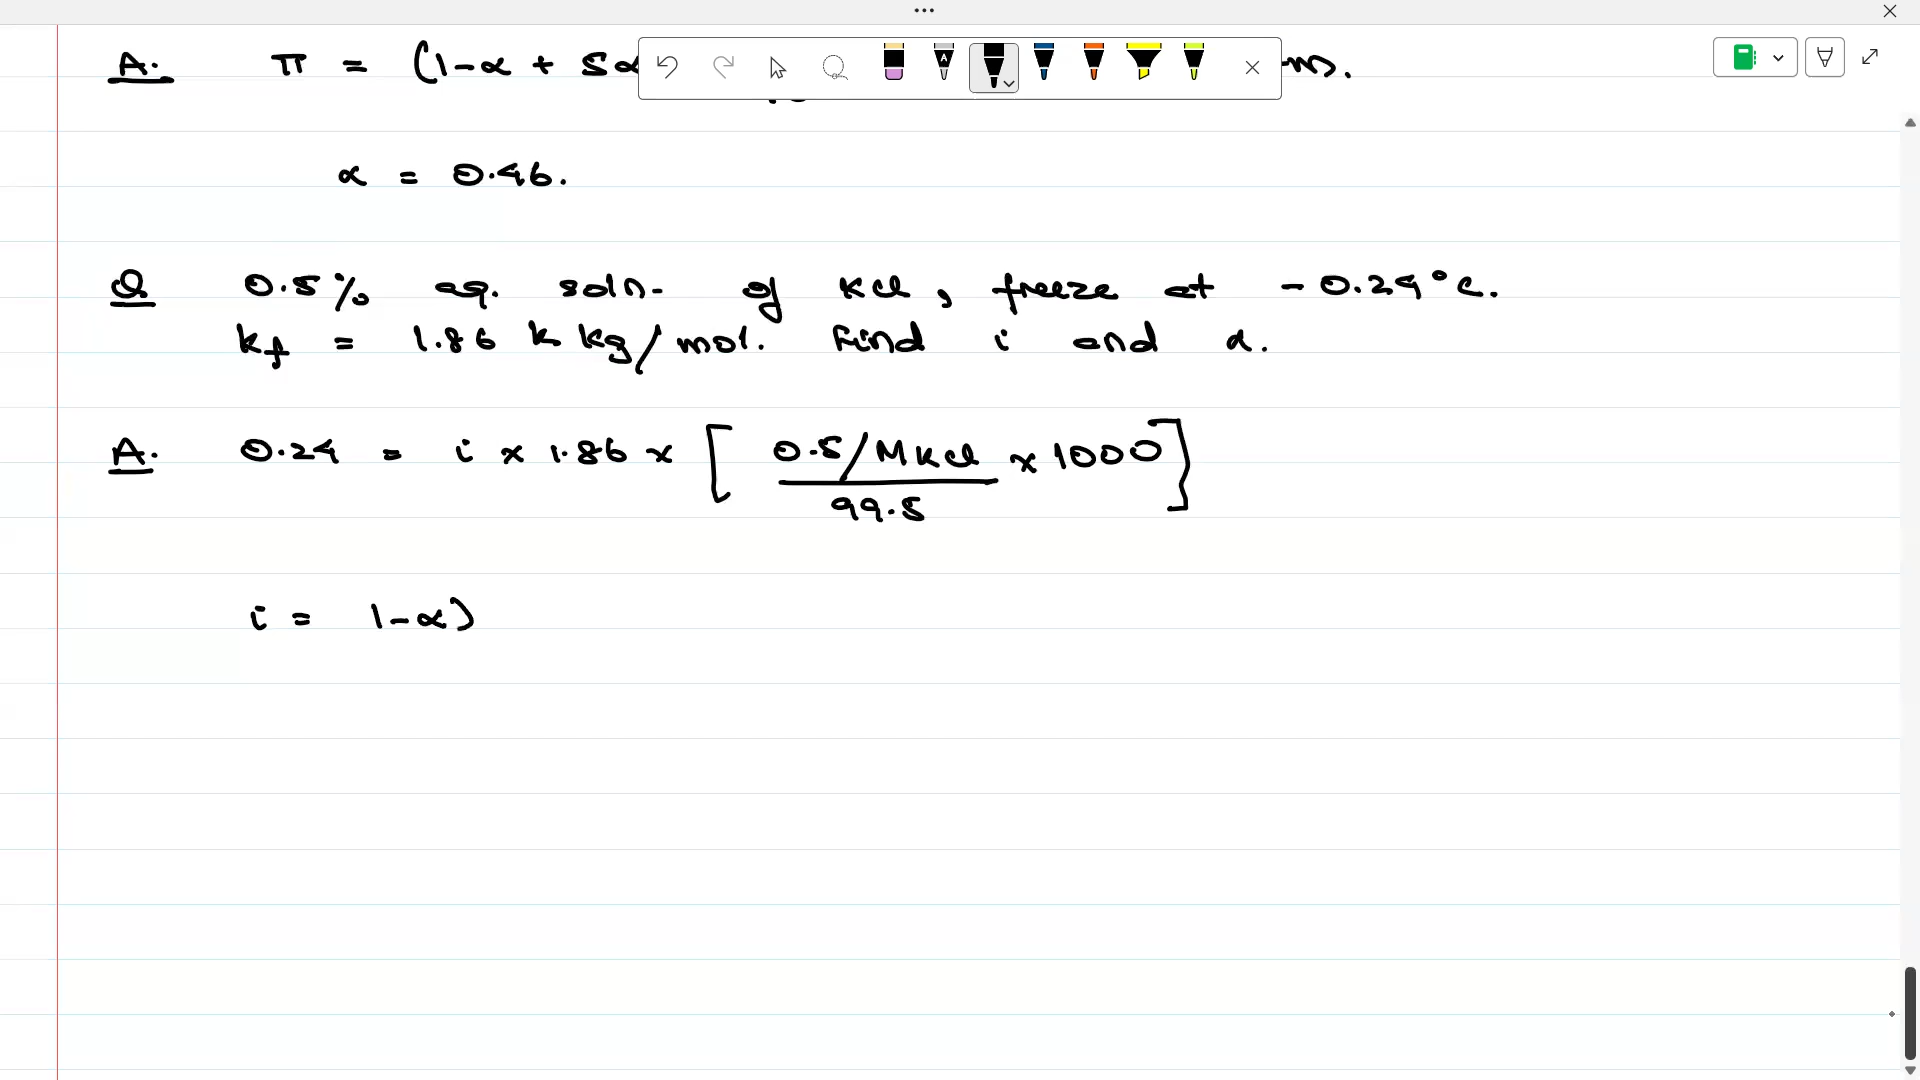 A. π = (1-α + 5α ms.
α = 0.46.
Q 0.5% aq. soln. of KCl, freeze at -0.24°C.
kf = 1.86 k kg/mol. Find i and α.
A. 0.24 = i x 1.86 x [ 0.5/MKCl x 1000 ]
99.5
i = 1-α)